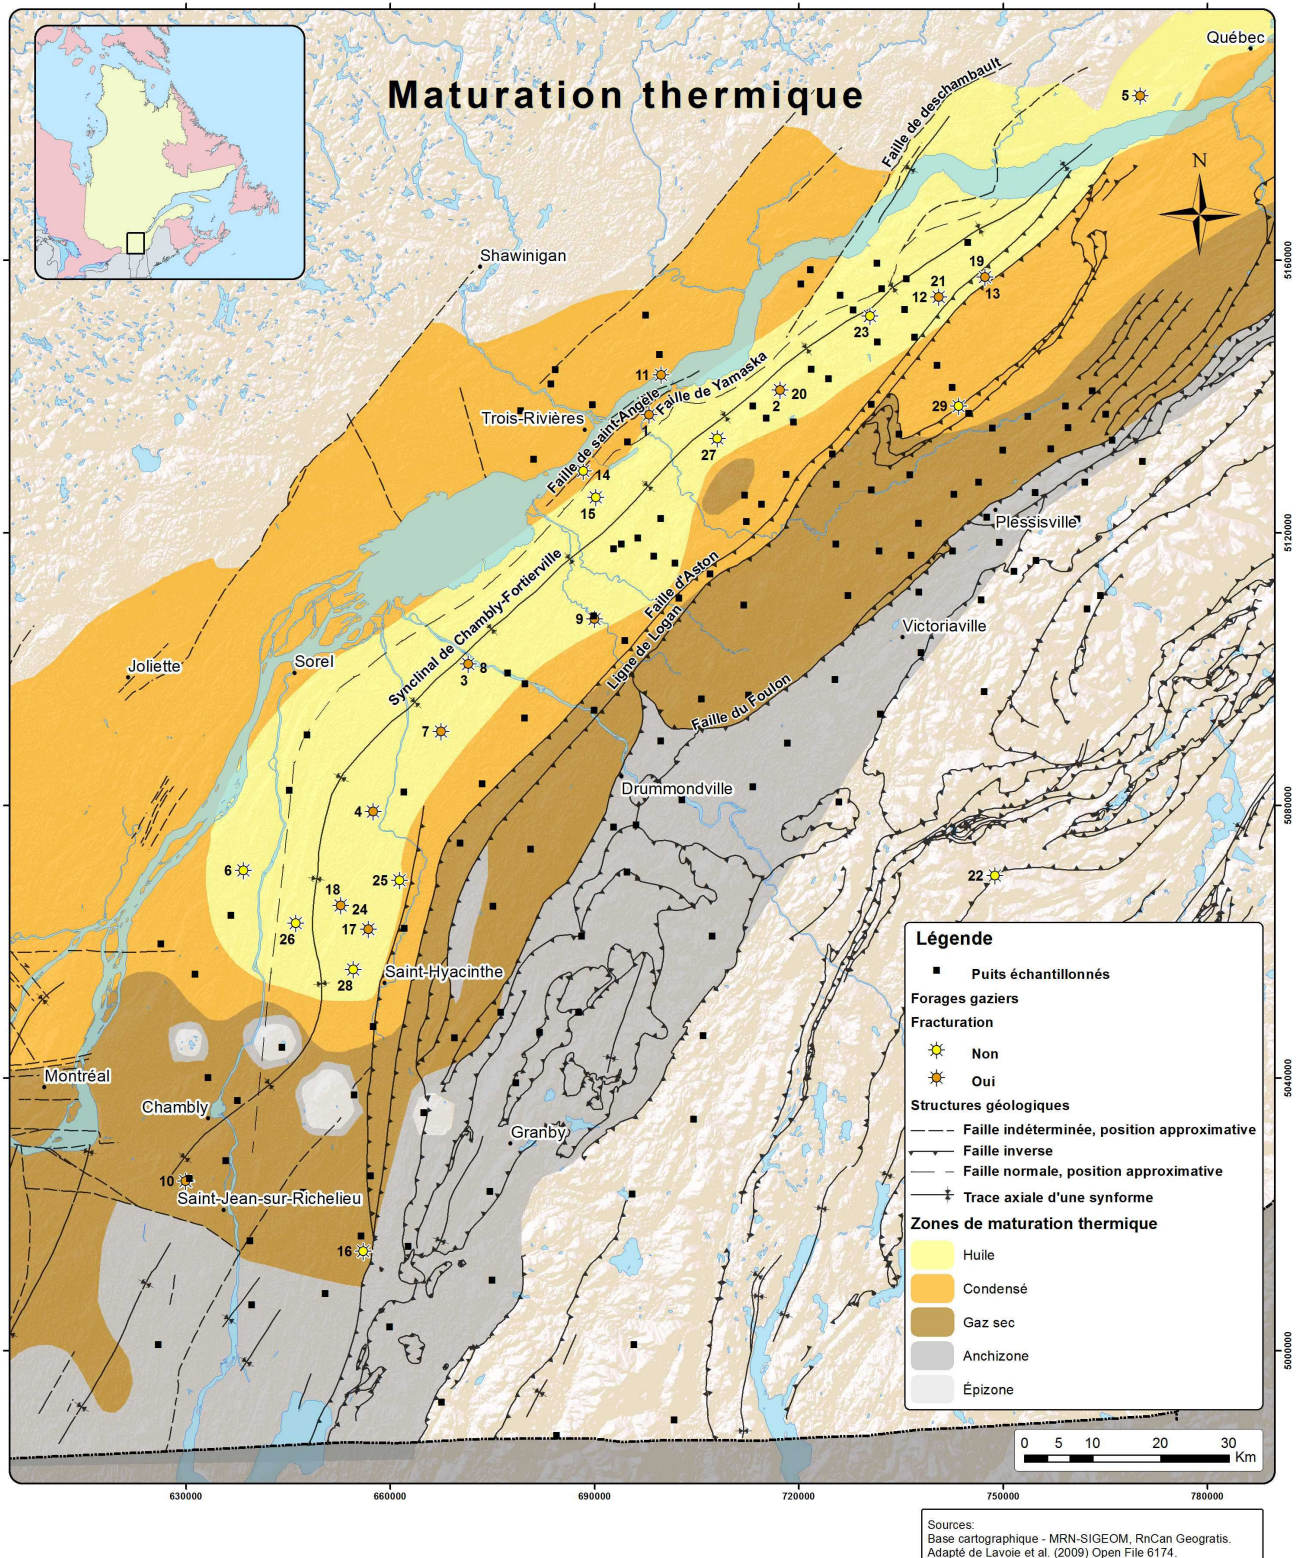 Maturation thermique
Québec
5
Faille de deschambault
N
Shawinigan
19
13
21
12
23
11
Trois-Rivières
Faille de saint-Angèle
Faille de Yamaska
1
20
2
29
27
14
15
Plessisville
Synclinal de Chambly-Fortierville
Faille d'Aston
Ligne de Logan
9
Victoriaville
Joliette
Sorel
8
3
Faille du Foulon
7
Drummondville
4
6
25
18
24
17
26
28
Saint-Hyacinthe
22
Montréal
Chambly
Granby
10
Saint-Jean-sur-Richelieu
16
Légende
Puits échantillonnés
Forages gaziers
Fracturation
Non
Oui
Structures géologiques
Faille indéterminée, position approximative
Faille inverse
Faille normale, position approximative
Trace axiale d'une synforme
Zones de maturation thermique
Huile
Condensé
Gaz sec
Anchizone
Épizone
0 5 10 20 30
Km
5160000
5120000
5080000
5040000
5000000
630000 660000 690000 720000 750000 780000
Sources:
Base cartographique - MRN-SIGEOM, RnCan Geogratis.
Adapté de Lavoie et al. (2009) Open File 6174.